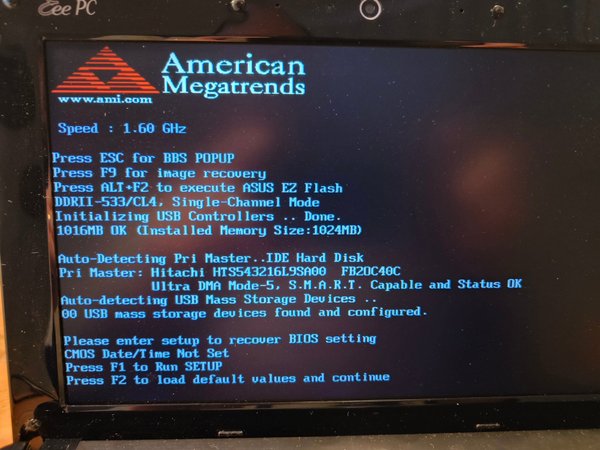 Eee PC
American
Megatrends
www.ami.com
Speed : 1.60 GHz
Press ESC for BBS POPUP
Press F9 for image recovery
Press ALT+F2 to execute ASUS EZ Flash
DDRII-533/CL4, Single-Channel Mode
Initializing USB Controllers .. Done.
1016MB OK (Installed Memory Size:1024MB)
Auto-Detecting Pri Master..IDE Hard Disk
Pri Master: Hitachi HTS543216L9SA00 FB2OC40C
Ultra DMA Mode-5, S.M.A.R.T. Capable and Status OK
Auto-detecting USB Mass Storage Devices ..
00 USB mass storage devices found and configured.
Please enter setup to recover BIOS setting
CMOS Date/Time Not Set
Press F1 to Run SETUP
Press F2 to load default values and continue